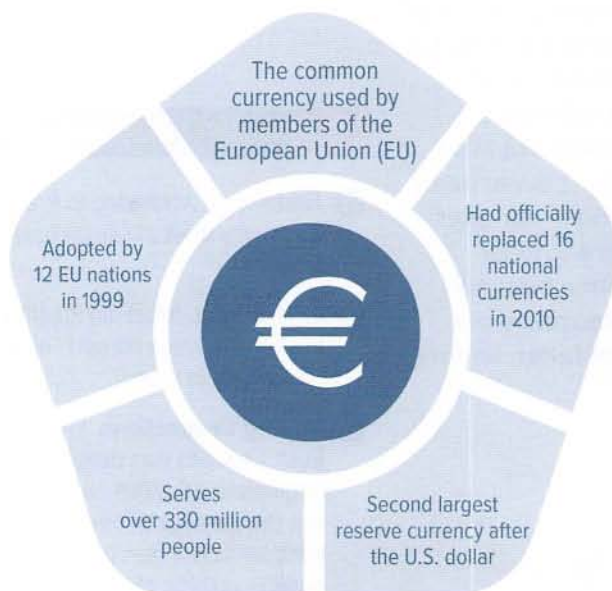 The common
currency used by
members of the
European Union (EU)
Had officially
replaced 16
national
currencies
in 2010
Second largest
reserve currency after
the U.S. dollar
Serves
over 330 million
people
Adopted by
12 EU nations
in 1999
€